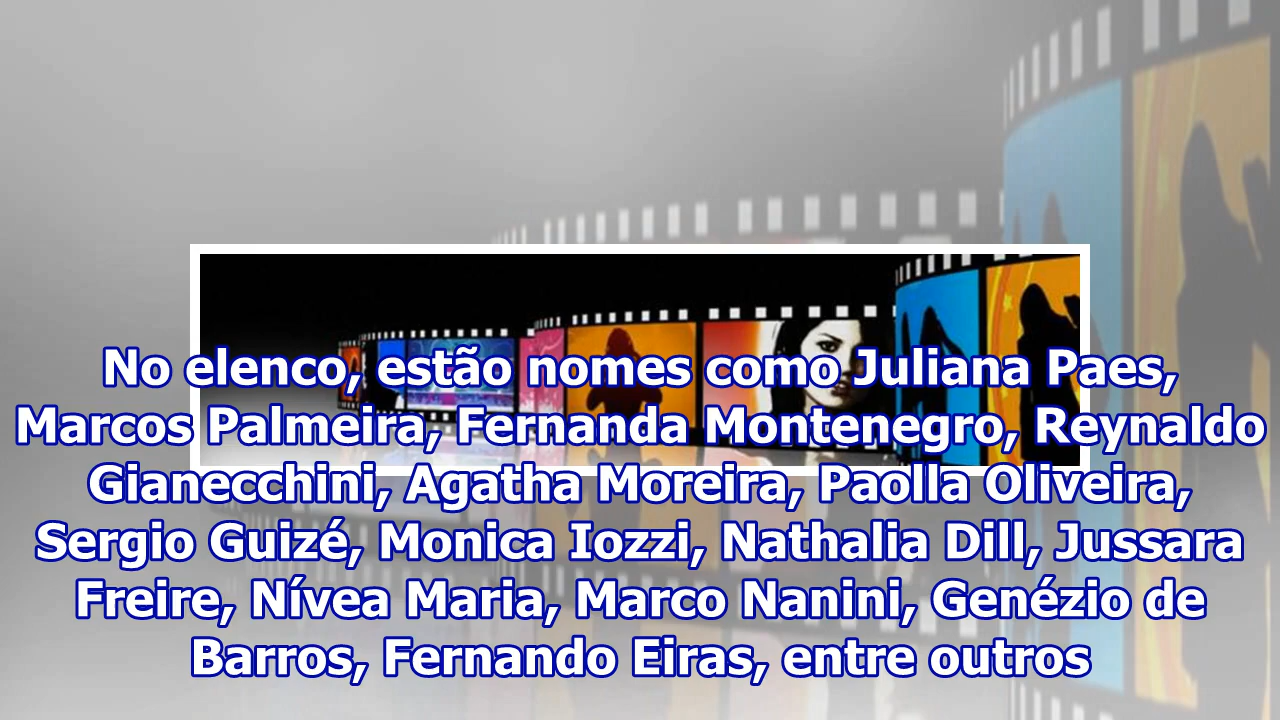 No elenco, estão nomes como Juliana Paes,
Marcos Palmeira, Fernanda Montenegro, Reynaldo
Gianecchini, Agatha Moreira, Paolla Oliveira,
Sergio Guizé, Monica Iozzi, Nathalia Dill, Jussara
Freire, Nívea Maria, Marco Nanini, Genézio de
Barros, Fernando Eiras, entre outros